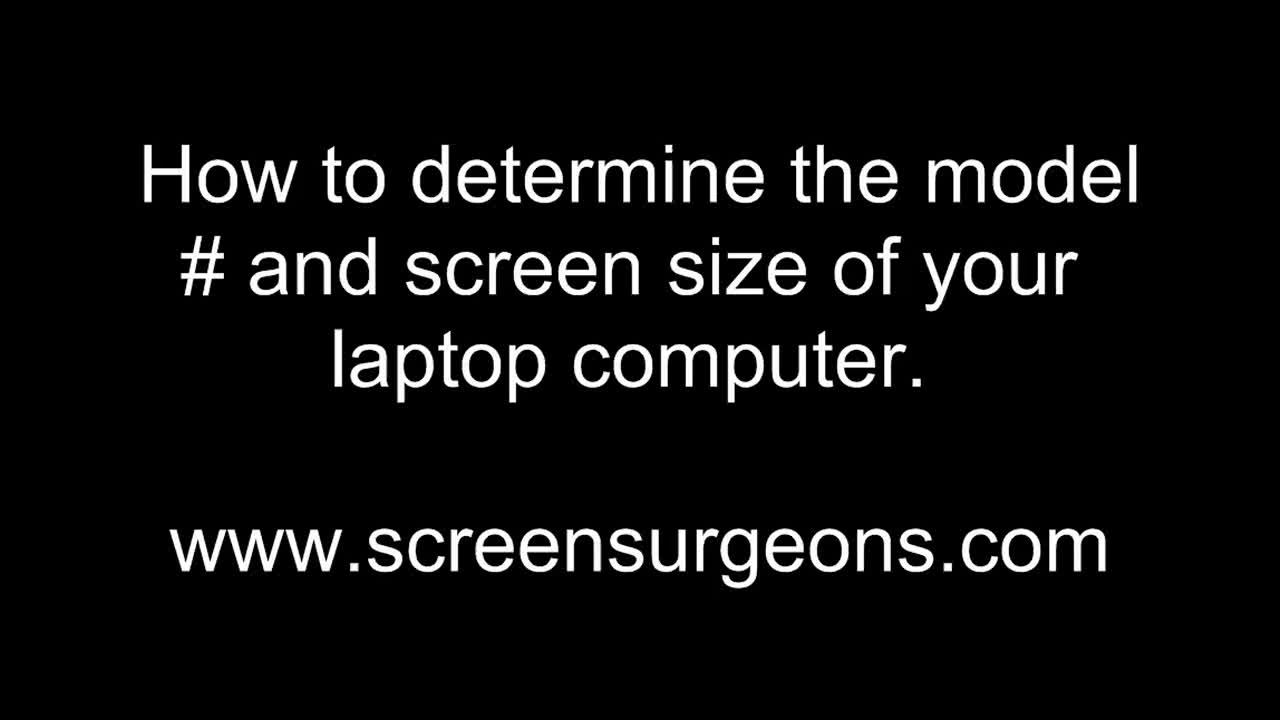 How to determine the model
# and screen size of your
laptop computer.
www.screensurgeons.com